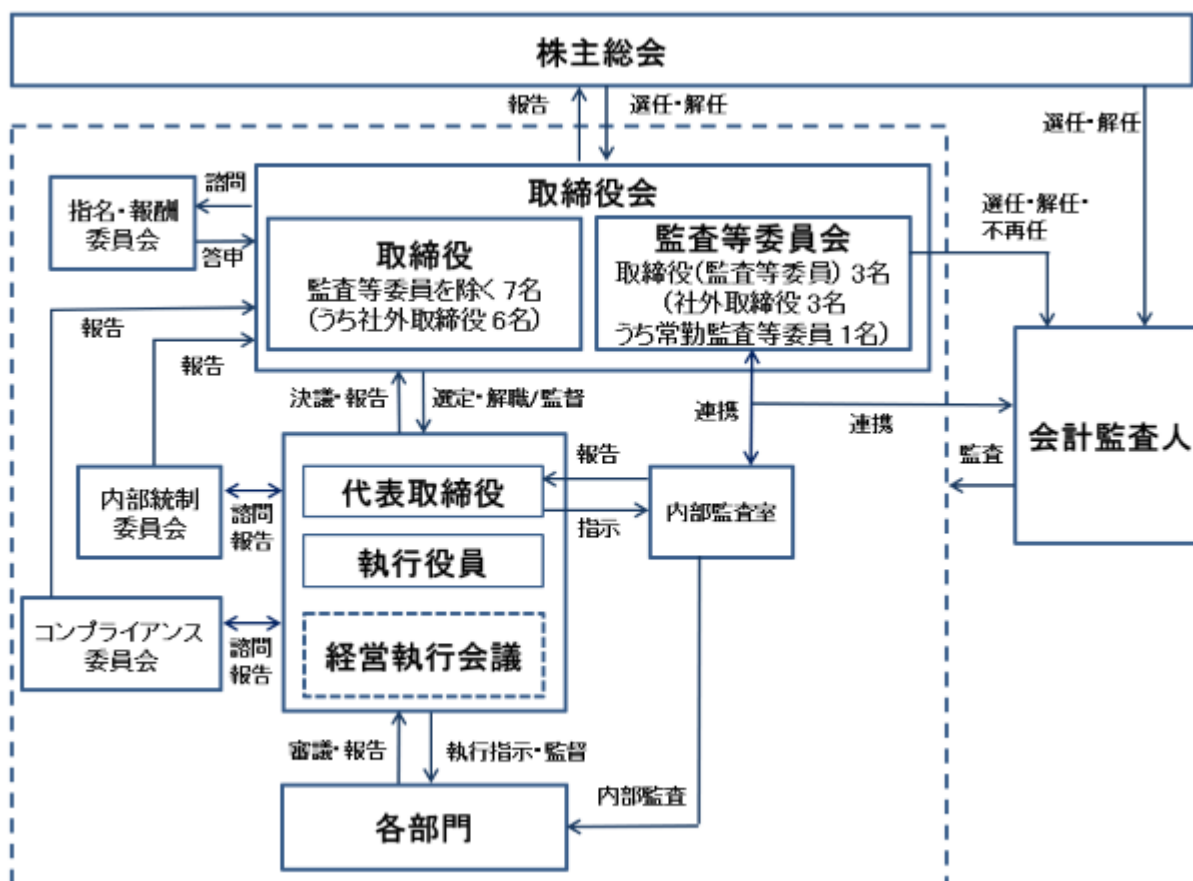 株主総会
報告
選任・解任
選任・解任
諮問
指名・報酬
委員会
答申
取締役会
取締役
監査等委員を除く 7名
(うち社外取締役 6名)
監査等委員会
取締役(監査等委員) 3名
(社外取締役 3名
うち常勤監査等委員 1名)
選任・解任・
不再任
報告
報告
決議・報告
選定・解職/監督
連携
連携
会計監査人
監査
内部統制
委員会
諮問
報告
代表取締役
報告
指示
内部監査室
執行役員
コンプライアンス
委員会
諮問
報告
経営執行会議
審議・報告
執行指示・監督
内部監査
各部門